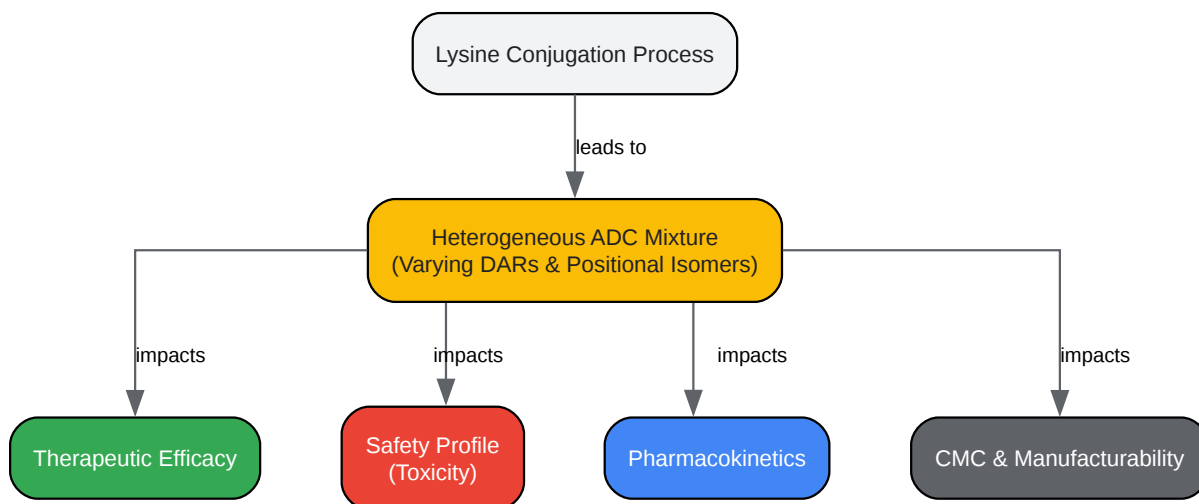 Lysine Conjugation Process
leads to
Heterogeneous ADC Mixture
(Varying DARs & Positional Isomers)
impacts
impacts
impacts
impacts
Therapeutic Efficacy
Safety Profile
(Toxicity)
Pharmacokinetics
CMC & Manufacturability